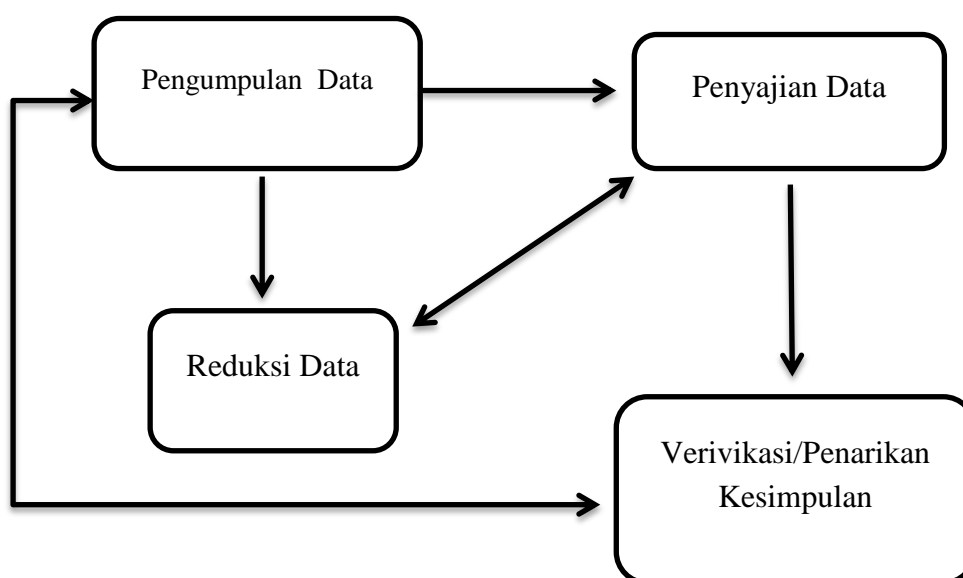 Pengumpulan Data
Penyajian Data
Reduksi Data
Verivikasi/Penarikan
Kesimpulan